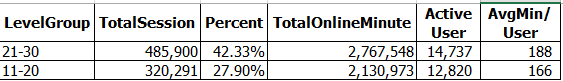 LevelGroup TotalSession Percent TotalOnlineMinute Active User AvgMin/ User
21-30 485,900 42.33% 2,767,548 14,737 188
11-20 320,291 27.90% 2,130,973 12,820 166